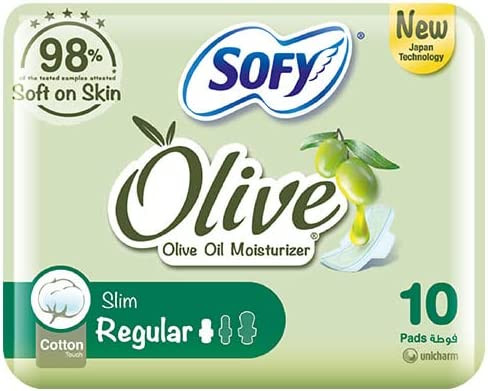 98%
of the tested samples attested
Soft on Skin
SOFY®
New
Japan
Technology
Olive®
Olive Oil Moisturizer
Slim
Regular
Cotton
Touch
10
Pads فوطة
unicharm